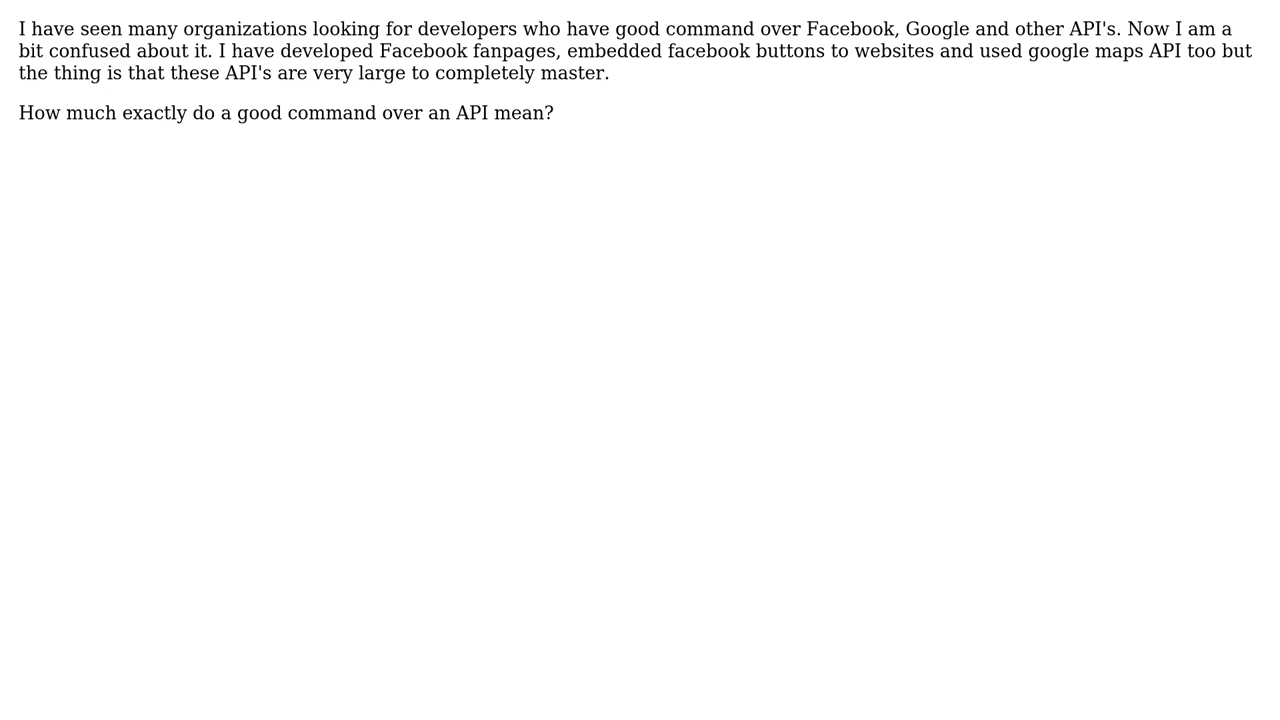 I have seen many organizations looking for developers who have good command over Facebook, Google and other API's. Now I am a
bit confused about it. I have developed Facebook fanpages, embedded facebook buttons to websites and used google maps API too but
the thing is that these API's are very large to completely master.
How much exactly do a good command over an API mean?